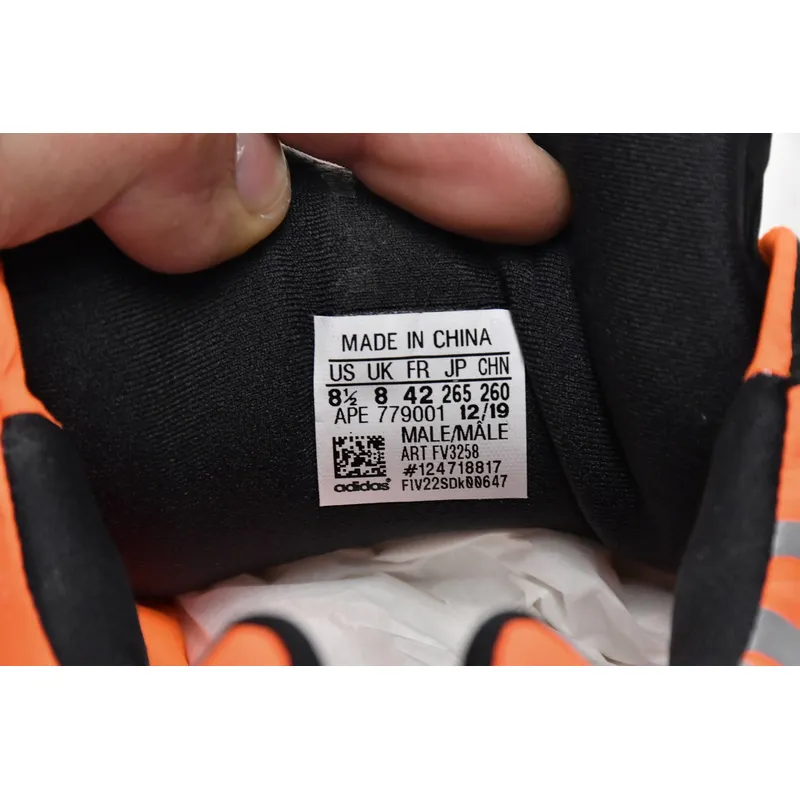 MADE IN CHINA
US UK FR JP CHN
8½ 8 42 265 260
APE 779001 12/19
MALE/MÂLE
ART FV3258
#124718817
adidas® FIV22SDk00647